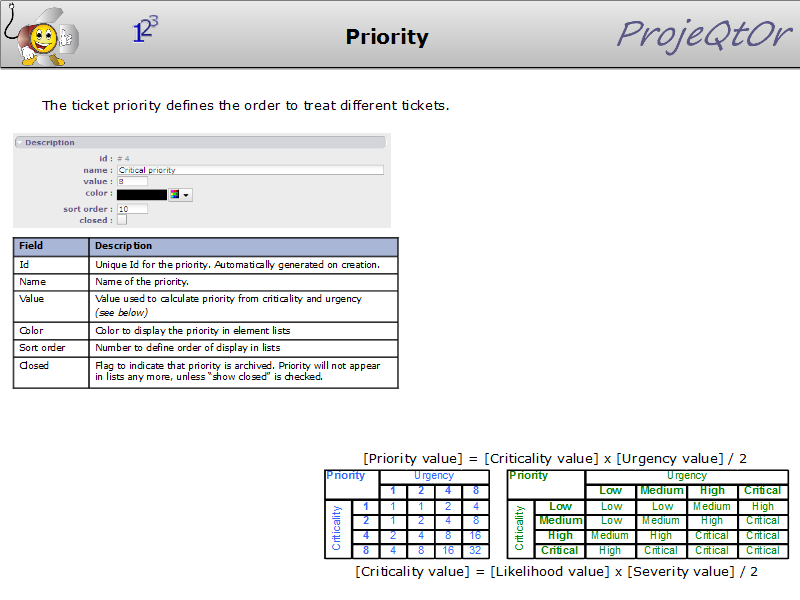 123
Priority
ProjeQtOr
The ticket priority defines the order to treat different tickets.
Description
id : # 4
name : Critical priority
value : 8
color :
sort order : 10
closed :
Field Description
Id Unique Id for the priority. Automatically generated on creation.
Name Name of the priority.
Value Value used to calculate priority from criticality and urgency
(see below)
Color Color to display the priority in element lists
Sort order Number to define order of display in lists
Closed Flag to indicate that priority is archived. Priority will not appear
in lists any more, unless “show closed” is checked.
[Priority value] = [Criticality value] x [Urgency value] / 2
Priority Urgency
1 2 4 8
Criticality
1 1 1 2 4
2 1 2 4 8
4 2 4 8 16
8 4 8 16 32
Priority Urgency
Low Medium High Critical
Criticality
Low Low Low Medium High
Medium Low Medium High Critical
High Medium High Critical Critical
Critical High Critical Critical Critical
[Criticality value] = [Likelihood value] x [Severity value] / 2